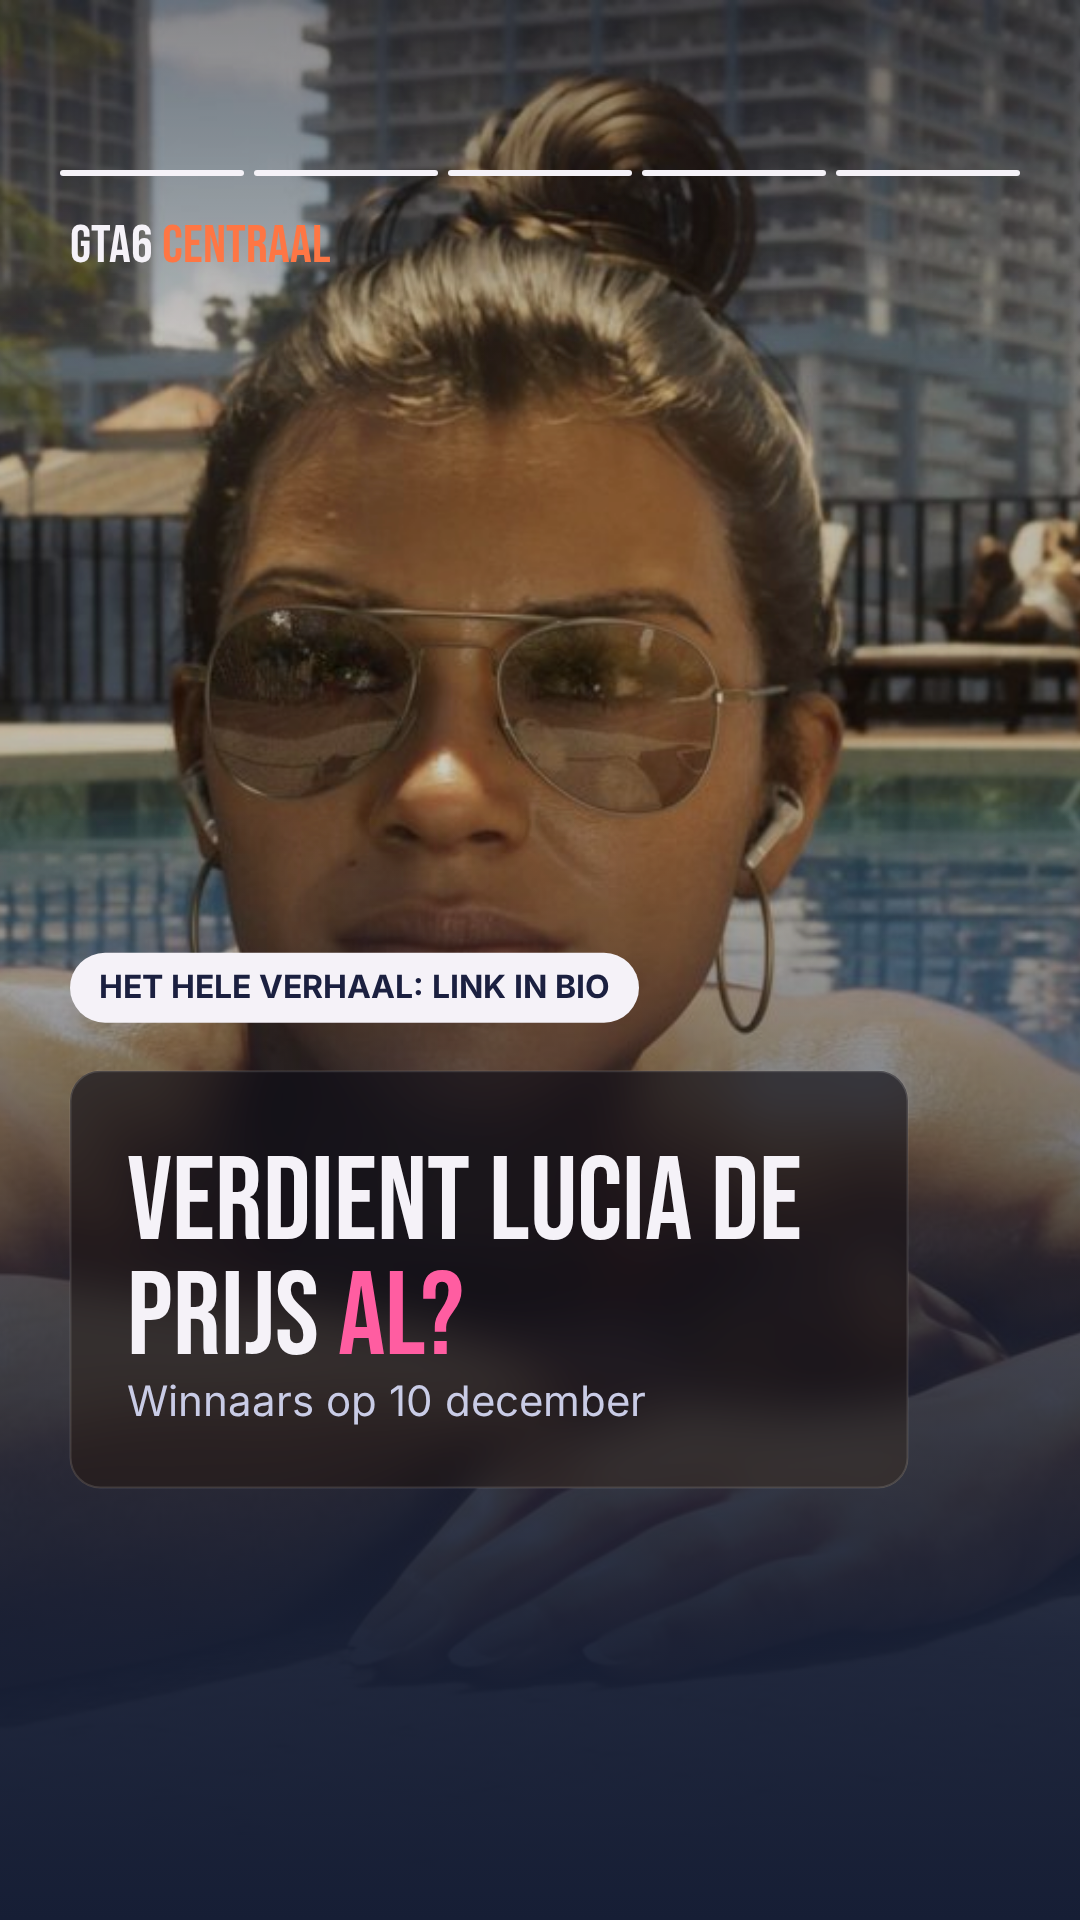 GTA6 CENTRAAL
HET HELE VERHAAL: LINK IN BIO
VERDIENT LUCIA DE
PRIJS AL?
Winnaars op 10 december